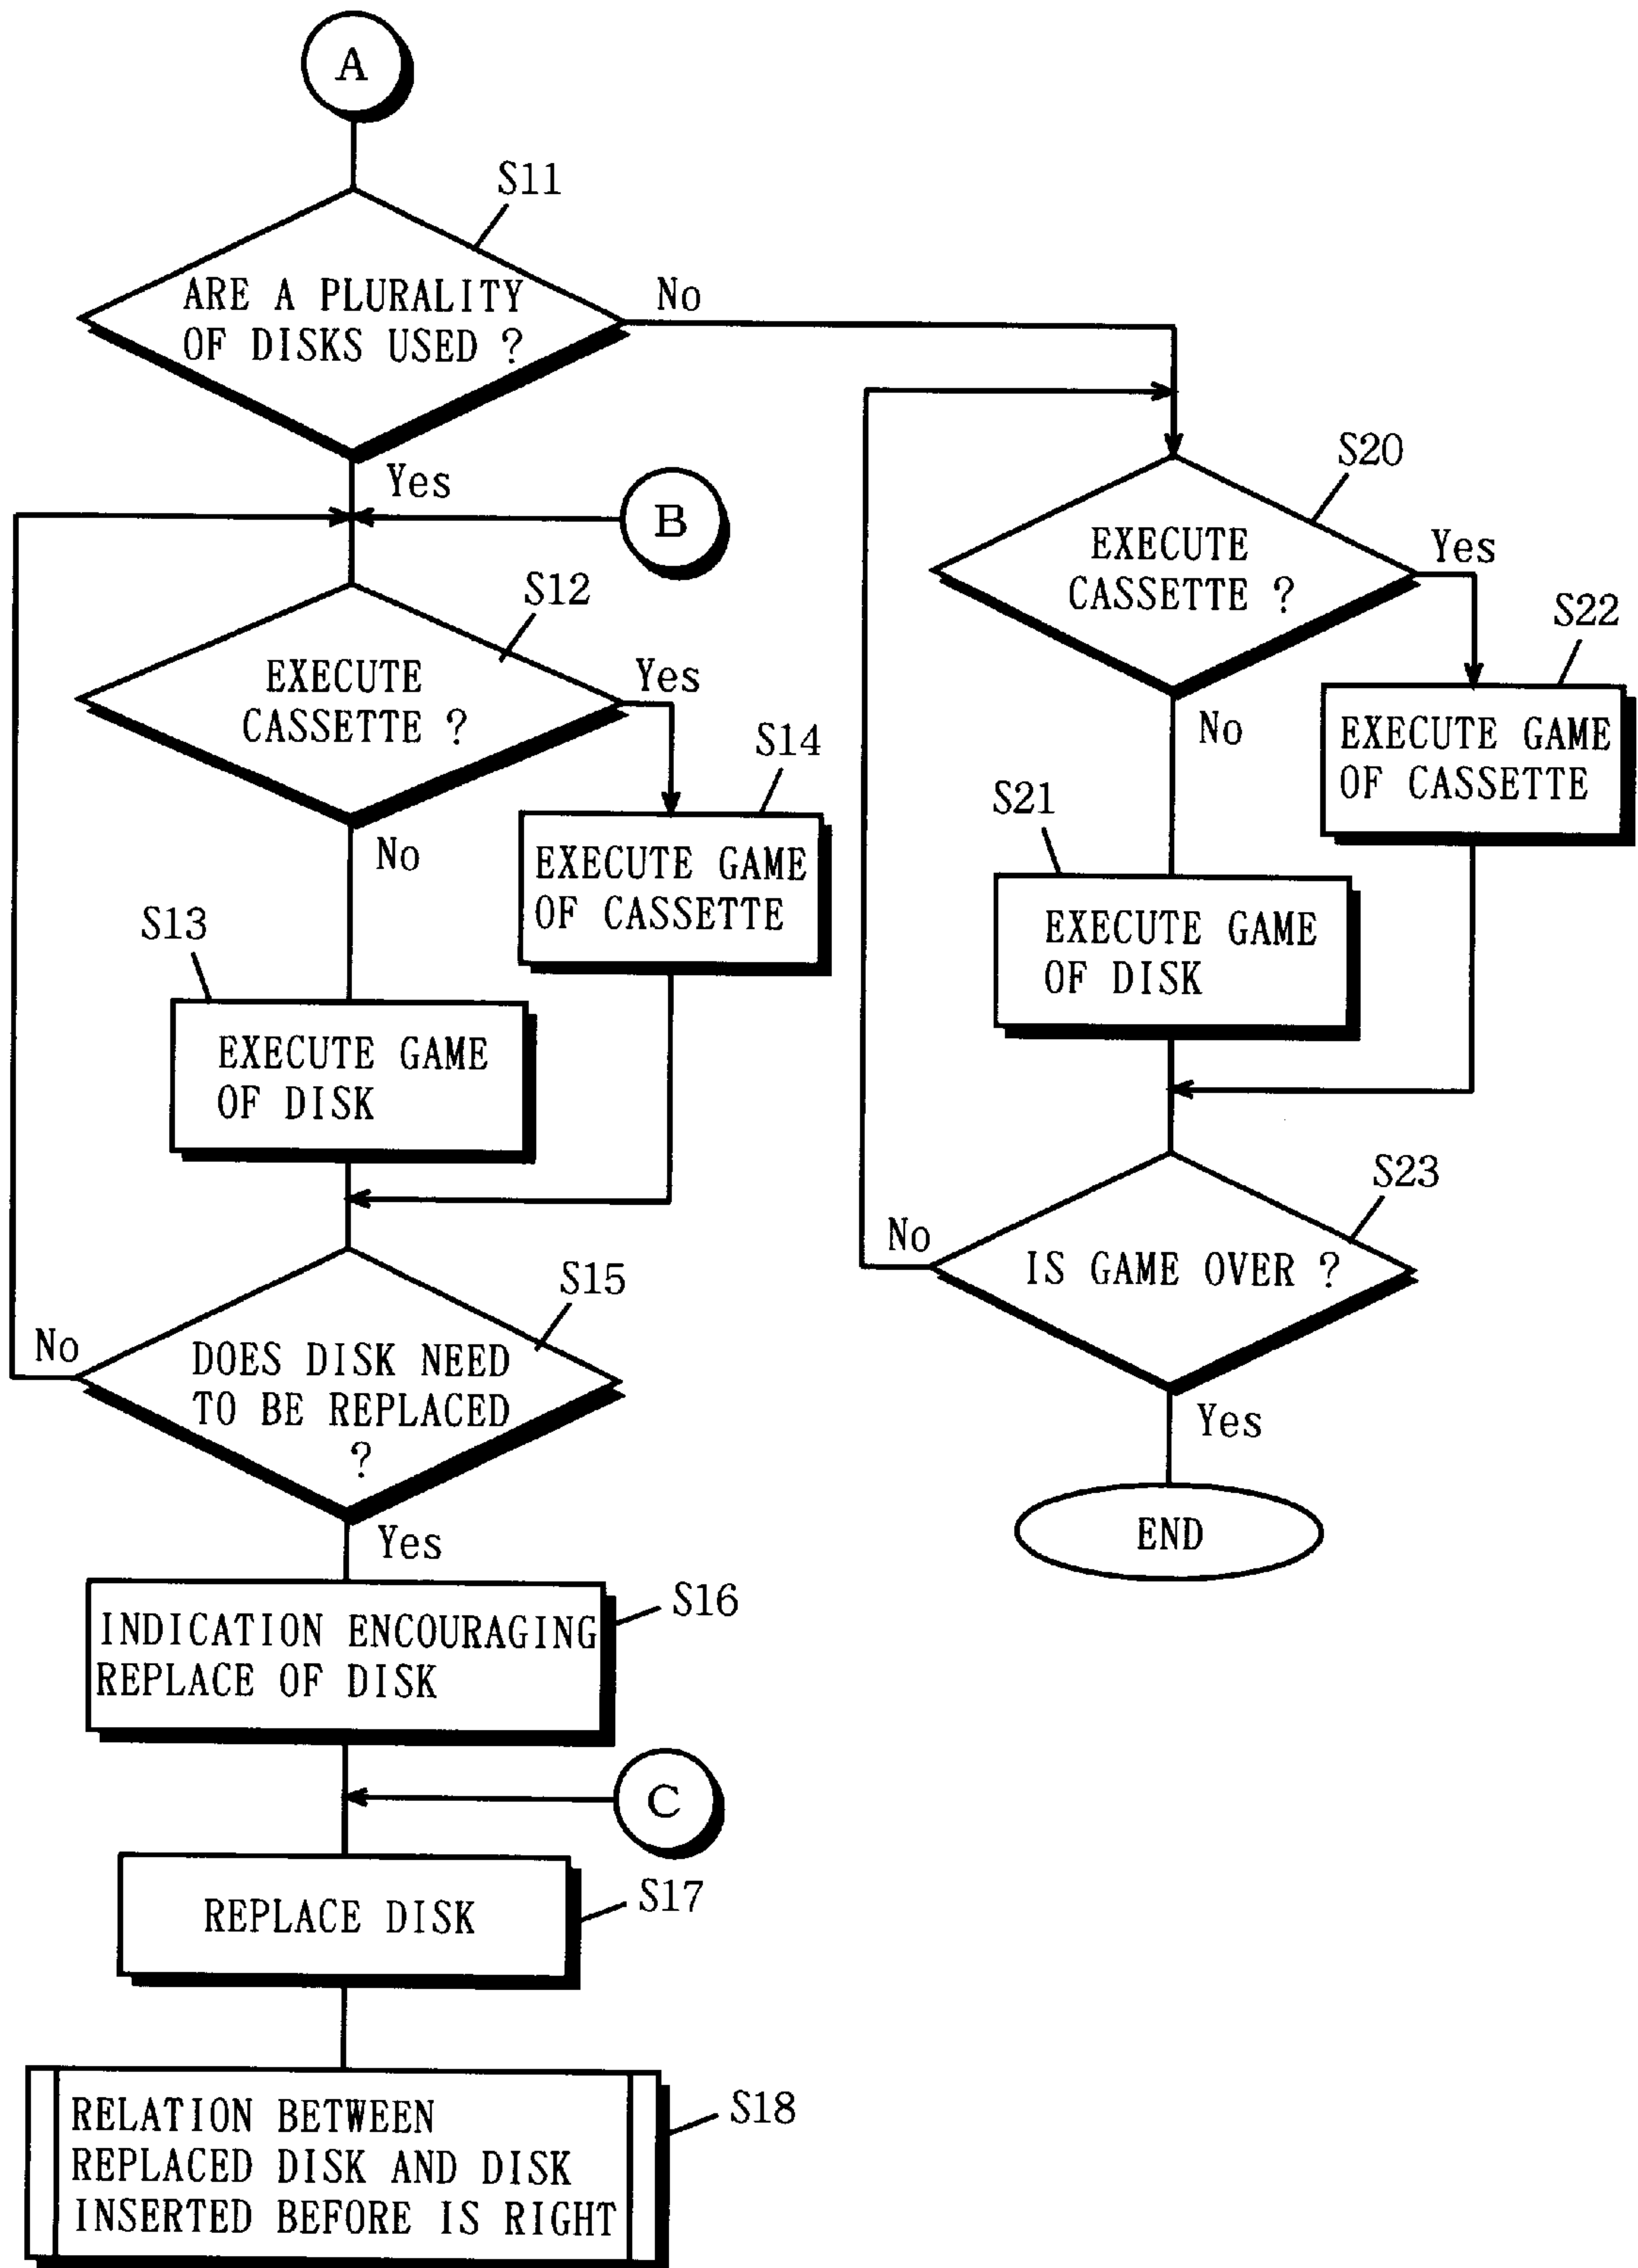 A
S11
ARE A PLURALITY
OF DISKS USED ?
No
Yes
B
S12
EXECUTE
CASSETTE ?
Yes
No
S14
EXECUTE GAME
OF CASSETTE
S13
EXECUTE GAME
OF DISK
S15
DOES DISK NEED
TO BE REPLACED
?
No
Yes
S16
INDICATION ENCOURAGING
REPLACE OF DISK
C
S17
REPLACE DISK
S18
RELATION BETWEEN
REPLACED DISK AND DISK
INSERTED BEFORE IS RIGHT
S20
EXECUTE
CASSETTE ?
Yes
No
S22
EXECUTE GAME
OF CASSETTE
S21
EXECUTE GAME
OF DISK
S23
IS GAME OVER ?
No
Yes
END